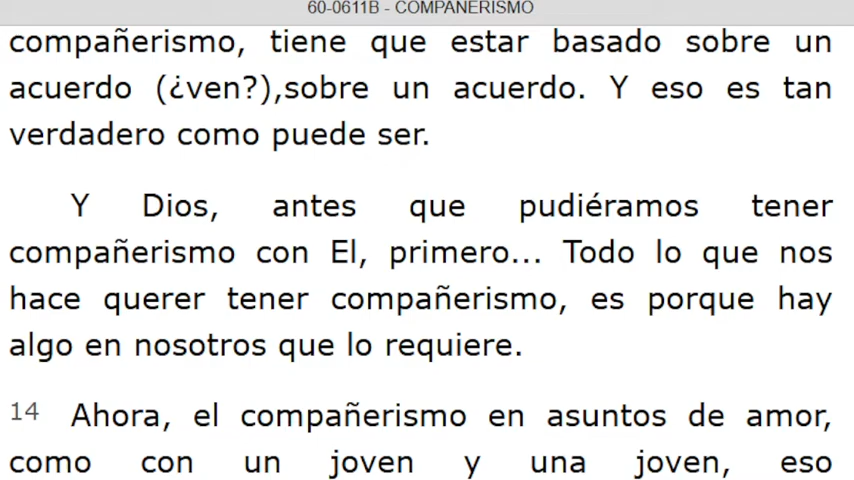 60-0611B - COMPAÑERISMO
compañerismo, tiene que estar basado sobre un
acuerdo (¿ven?),sobre un acuerdo. Y eso es tan
verdadero como puede ser.
Y Dios, antes que pudiéramos tener
compañerismo con El, primero... Todo lo que nos
hace querer tener compañerismo, es porque hay
algo en nosotros que lo requiere.
14 Ahora, el compañerismo en asuntos de amor,
como con un joven y una joven, eso